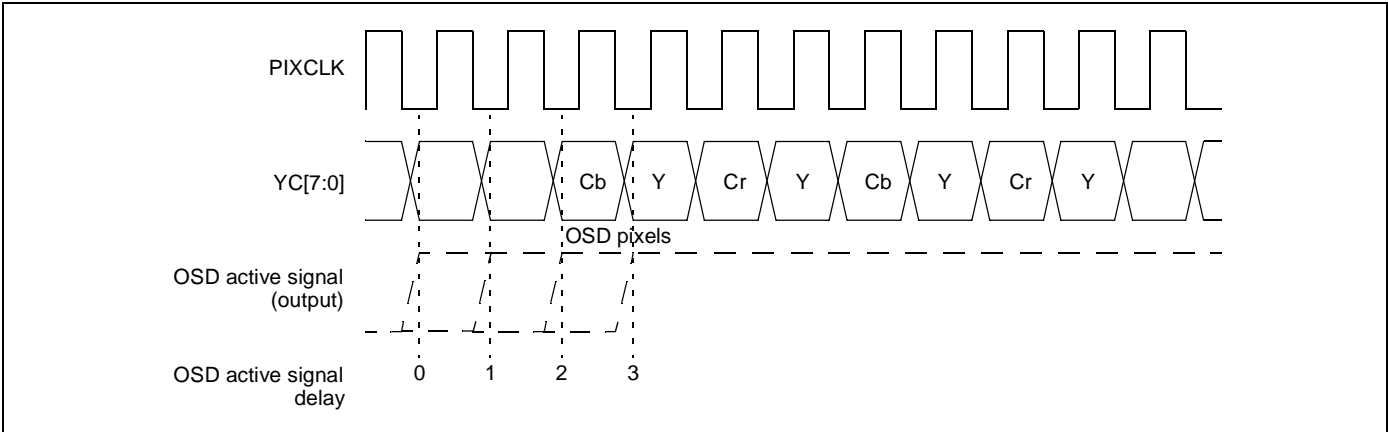 PIXCLK
YC[7:0]
Cb Y Cr Y Cb Y Cr Y
OSD pixels
OSD active signal
(output)
OSD active signal
delay
0 1 2 3